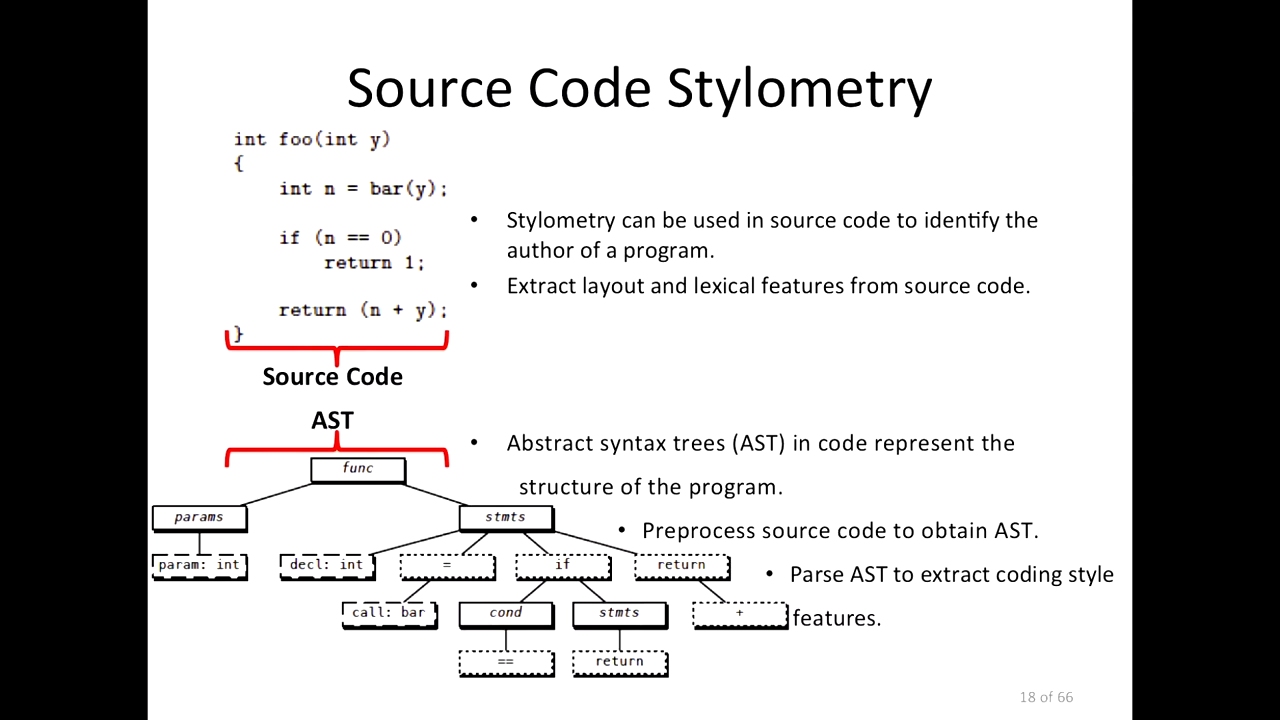 Source Code Stylometry
int foo(int y)
{
int n = bar(y);
if (n == 0)
return 1;
return (n + y);
}
Source Code
• Stylometry can be used in source code to identify the
author of a program.
• Extract layout and lexical features from source code.
AST
• Abstract syntax trees (AST) in code represent the
structure of the program.
• Preprocess source code to obtain AST.
• Parse AST to extract coding style
features.
func
params
stmts
param: int
decl: int
=
if
return
call: bar
cond
stmts
+
==
return
18 of 66